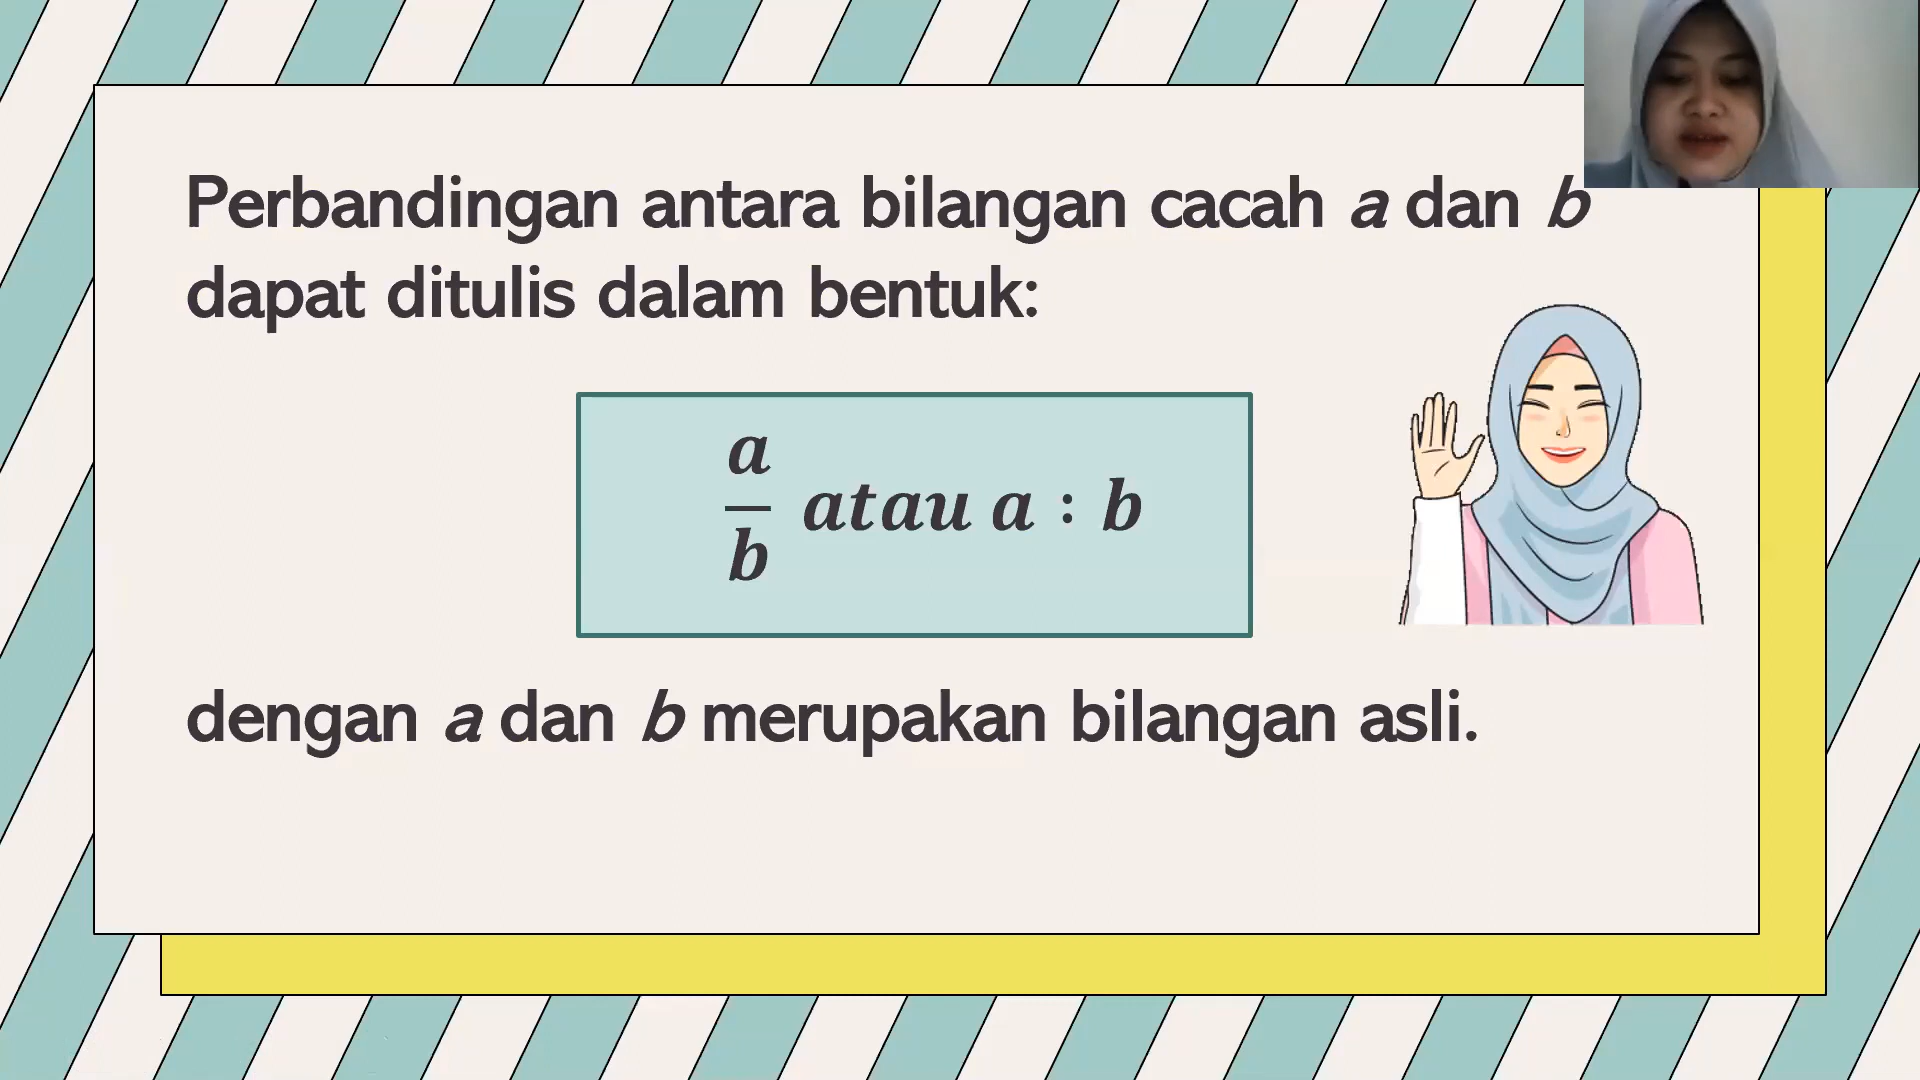 Perbandingan antara bilangan cacah a dan b
dapat ditulis dalam bentuk:
a/b atau a : b
dengan a dan b merupakan bilangan asli.